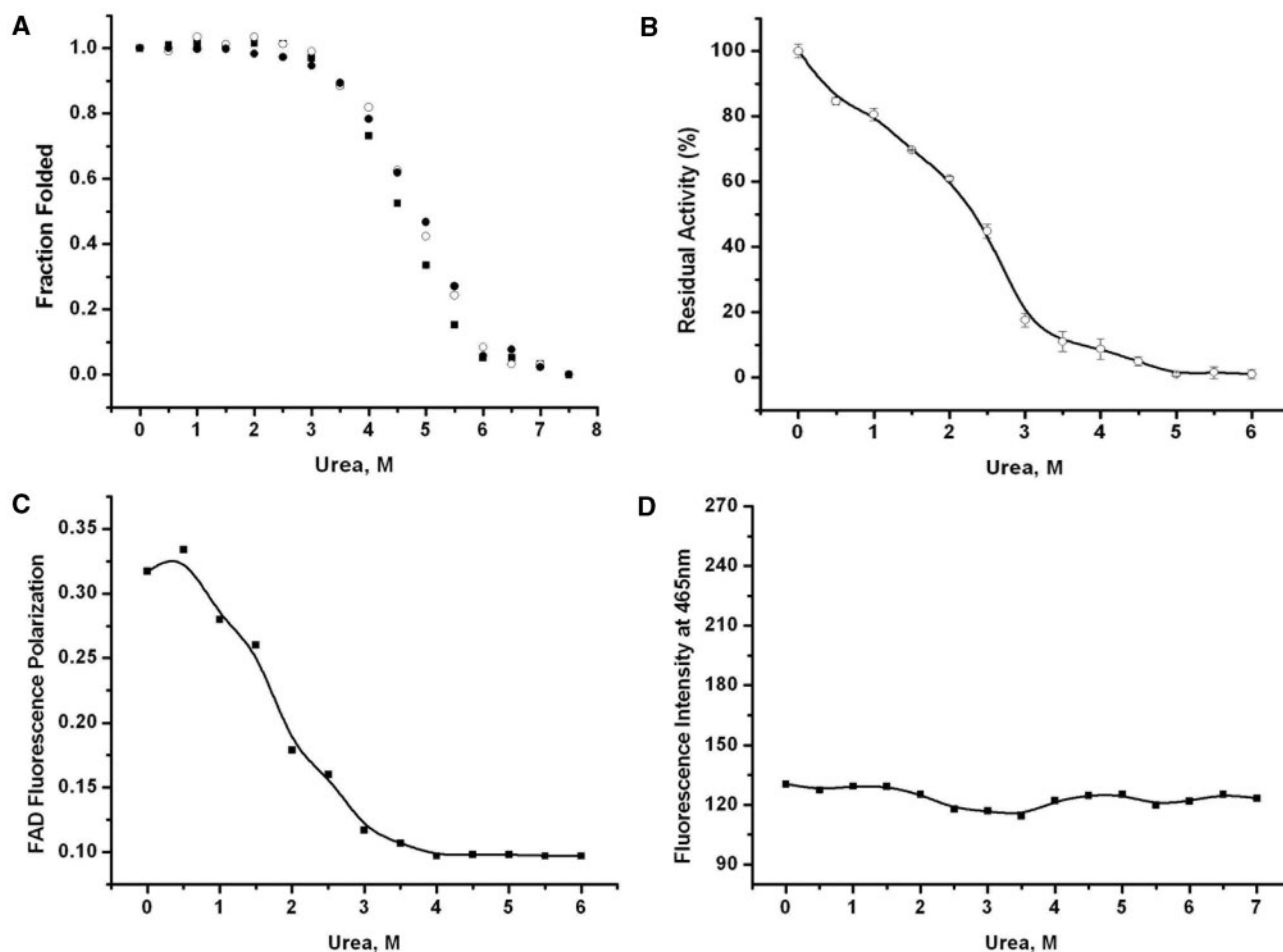 A
Fraction Folded
1.0
0.8
0.6
0.4
0.2
0.0
0 1 2 3 4 5 6 7 8
Urea, M
B
Residual Activity (%)
100
80
60
40
20
0
0 1 2 3 4 5 6
Urea, M
C
FAD Fluorescence Polarization
0.35
0.30
0.25
0.20
0.15
0.10
0 1 2 3 4 5 6
Urea, M
D
Fluorescence Intensity at 465nm
270
240
210
180
150
120
90
0 1 2 3 4 5 6 7
Urea, M